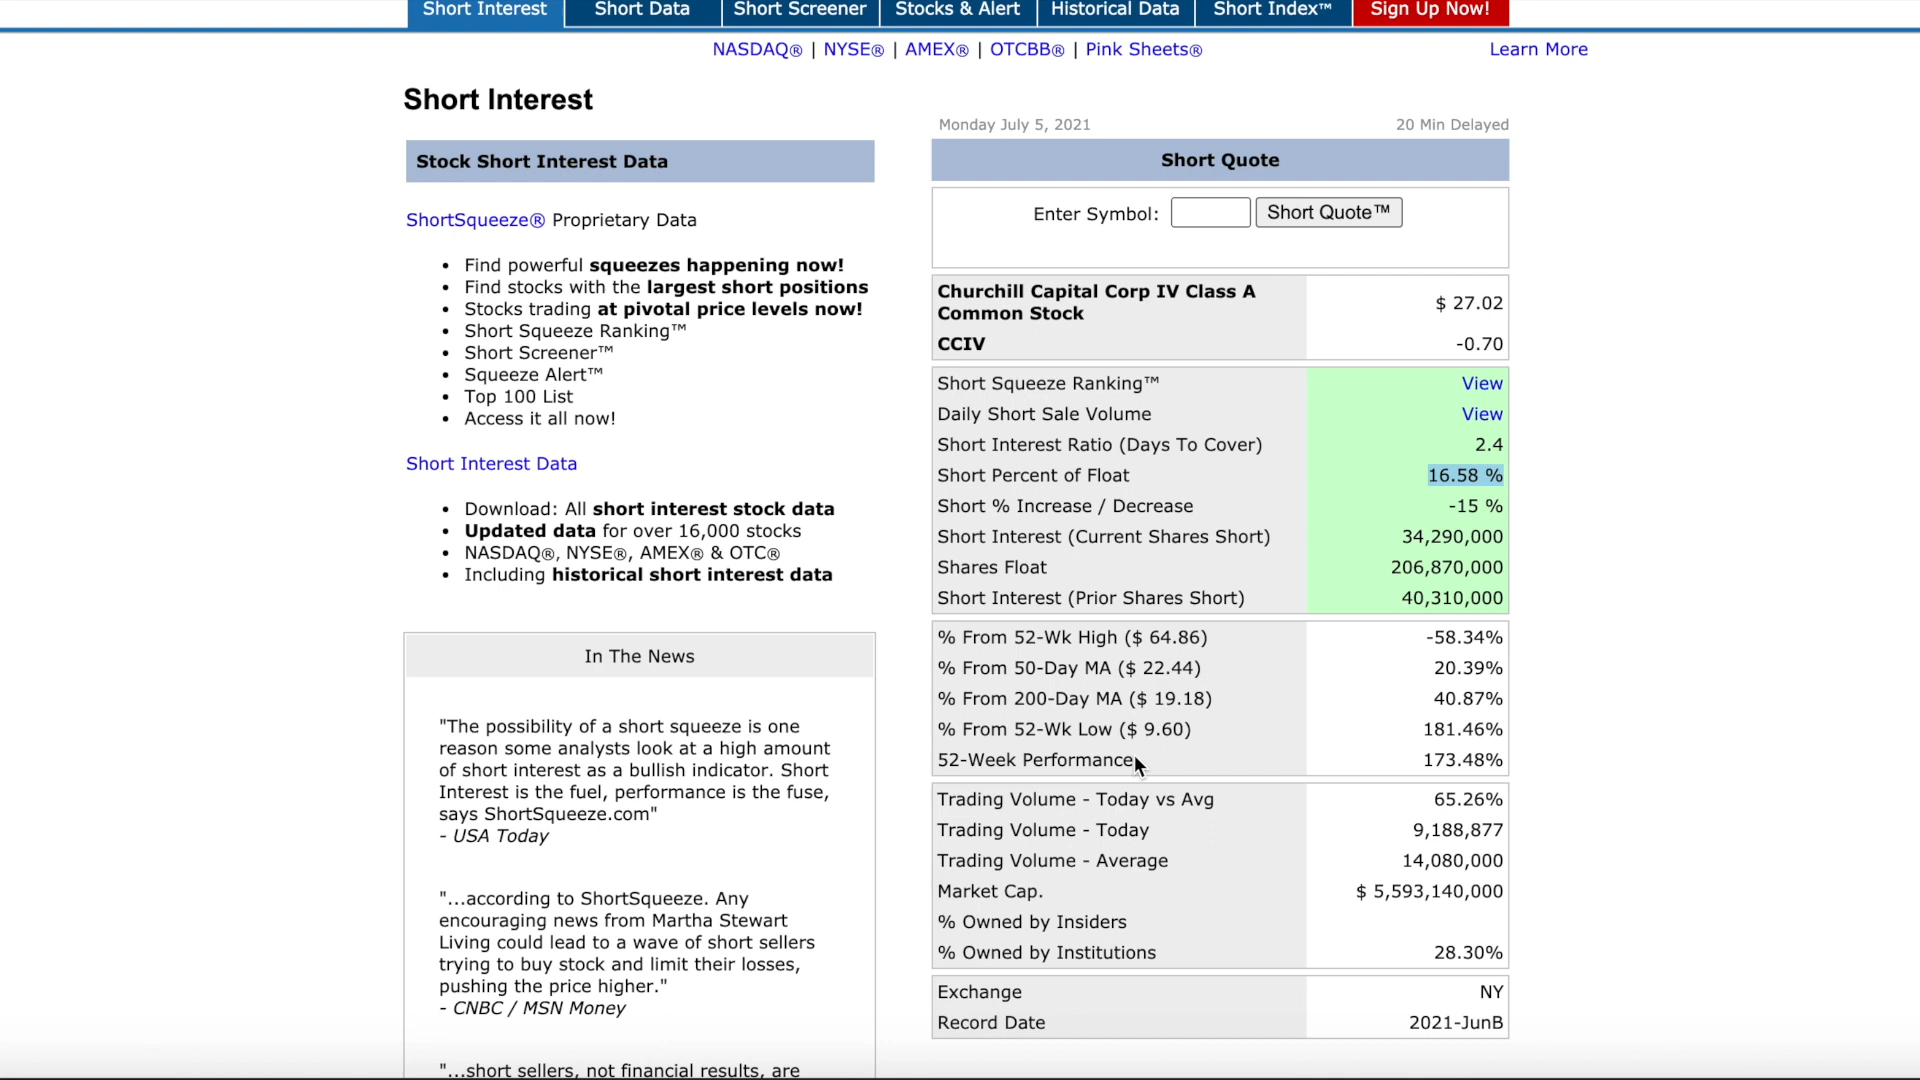 Short Interest
Short Data
Short Screener
Stocks & Alert
Historical Data
Short Index™
Sign Up Now!
NASDAQ® | NYSE® | AMEX® | OTCBB® | Pink Sheets®
Learn More
Short Interest
Stock Short Interest Data
ShortSqueeze® Proprietary Data
• Find powerful squeezes happening now!
• Find stocks with the largest short positions
• Stocks trading at pivotal price levels now!
• Short Squeeze Ranking™
• Short Screener™
• Squeeze Alert™
• Top 100 List
• Access it all now!
Short Interest Data
• Download: All short interest stock data
• Updated data for over 16,000 stocks
• NASDAQ®, NYSE®, AMEX® & OTC®
• Including historical short interest data
In The News
"The possibility of a short squeeze is one
reason some analysts look at a high amount
of short interest as a bullish indicator. Short
Interest is the fuel, performance is the fuse,
says ShortSqueeze.com"
- USA Today
"...according to ShortSqueeze. Any
encouraging news from Martha Stewart
Living could lead to a wave of short sellers
trying to buy stock and limit their losses,
pushing the price higher."
- CNBC / MSN Money
"...short sellers, not financial results, are
Monday July 5, 2021
20 Min Delayed
Short Quote
Enter Symbol: Short Quote™
Churchill Capital Corp IV Class A
Common Stock
$ 27.02
CCIV -0.70
Short Squeeze Ranking™ View
Daily Short Sale Volume View
Short Interest Ratio (Days To Cover) 2.4
Short Percent of Float 16.58 %
Short % Increase / Decrease -15 %
Short Interest (Current Shares Short) 34,290,000
Shares Float 206,870,000
Short Interest (Prior Shares Short) 40,310,000
% From 52-Wk High ($ 64.86) -58.34%
% From 50-Day MA ($ 22.44) 20.39%
% From 200-Day MA ($ 19.18) 40.87%
% From 52-Wk Low ($ 9.60) 181.46%
52-Week Performance 173.48%
Trading Volume - Today vs Avg 65.26%
Trading Volume - Today 9,188,877
Trading Volume - Average 14,080,000
Market Cap. $ 5,593,140,000
% Owned by Insiders
% Owned by Institutions 28.30%
Exchange NY
Record Date 2021-JunB